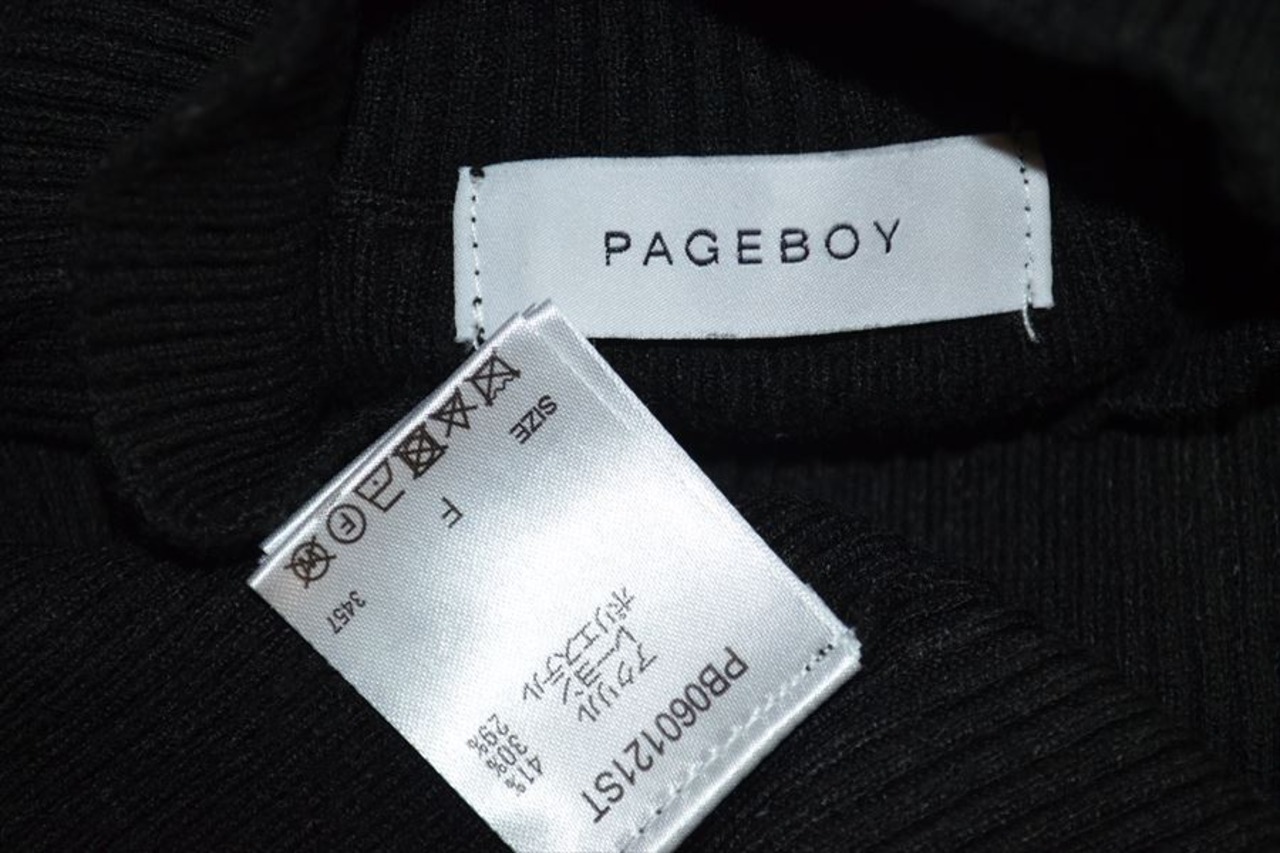 PAGEBOY
PB060121ST
アクリル 41%
レーヨン 30%
ポリエステル 29%
SIZE F
F
3457